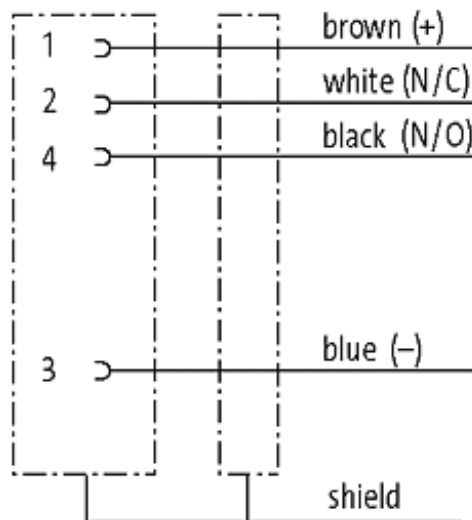 1 brown (+)
2 white (N/C)
4 black (N/O)
3 blue (–)
shield